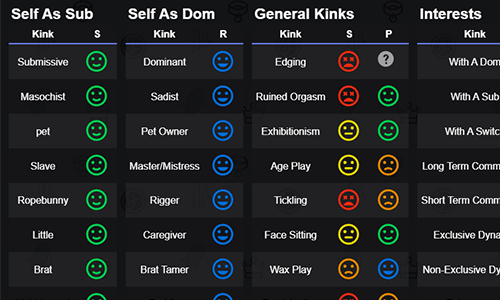 Self As Sub Self As Dom General Kinks Interests
Kink S Kink R Kink S P Kink
Submissive Dominant Edging ? With A Dom
Masochist Sadist Ruined Orgasm With A Sub
pet Pet Owner Exhibitionism With A Switch
Slave Master/Mistress Age Play Long Term Comm
Ropebunny Rigger Tickling Short Term Comm
Little Caregiver Face Sitting Exclusive Dyna
Brat Brat Tamer Wax Play Non-Exclusive Dy